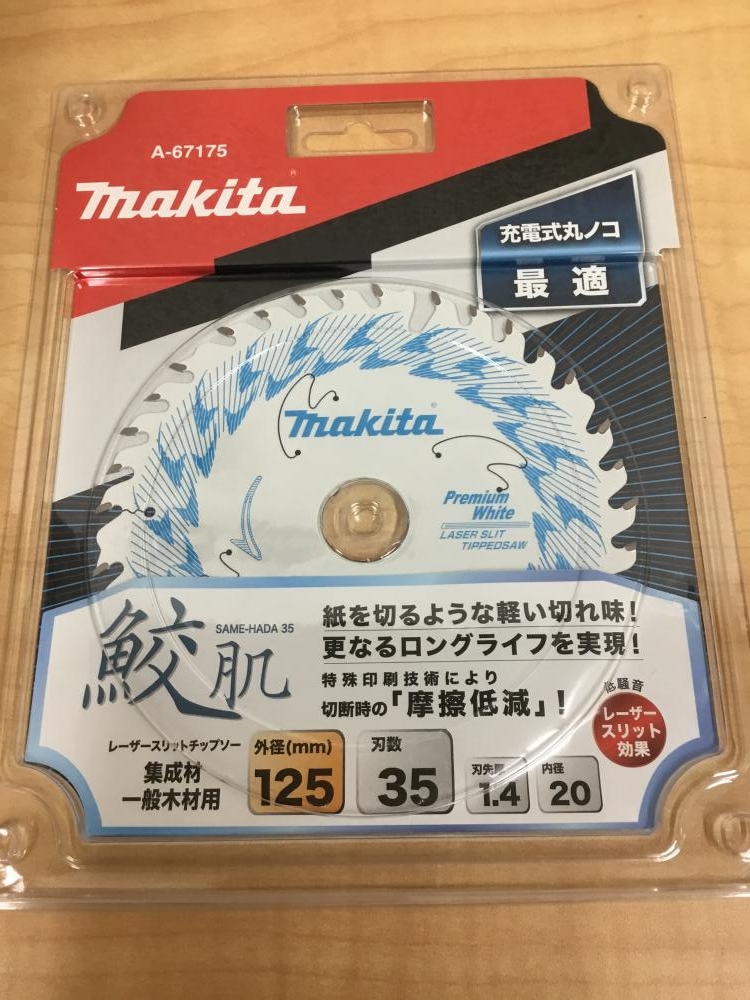 A-67175
makita®
充電式丸ノコ
最適
makita®
Premium
White
LASER SLIT
TIPPEDSAW
鮫肌
SAME-HADA 35
紙を切るような軽い切れ味!
更なるロングライフを実現!
特殊印刷技術により
切断時の「摩擦低減」!
低騒音
レーザー
スリット
効果
レーザースリットチップソー
集成材
一般木材用
外径(mm)
125
刃数
35
刃先厚
1.4
内径
20